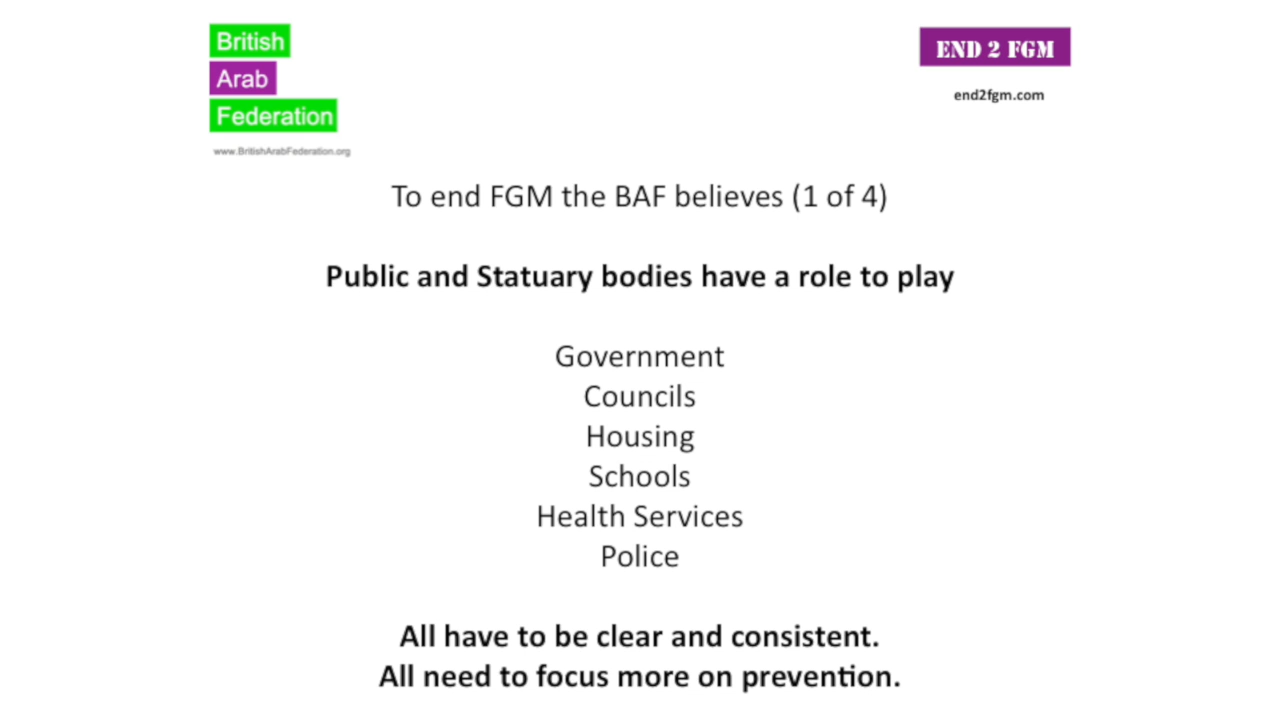 British
Arab
Federation
www.BritishArabFederation.org
END 2 FGM
end2fgm.com
To end FGM the BAF believes (1 of 4)
Public and Statuary bodies have a role to play
Government
Councils
Housing
Schools
Health Services
Police
All have to be clear and consistent.
All need to focus more on prevention.